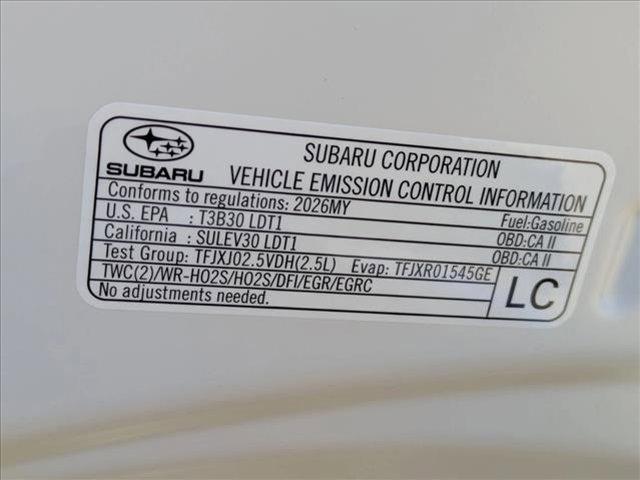 SUBARU
SUBARU CORPORATION
VEHICLE EMISSION CONTROL INFORMATION
Conforms to regulations: 2026MY Fuel:Gasoline
U.S. EPA : T3B30 LDT1 OBD:CA II
California : SULEV30 LDT1 OBD:CA II
Test Group: TFJXJ02.5VDH(2.5L) Evap: TFJXR01545GE
TWC(2)/WR-HO2S/HO2S/DFI/EGR/EGRC
No adjustments needed.
LC